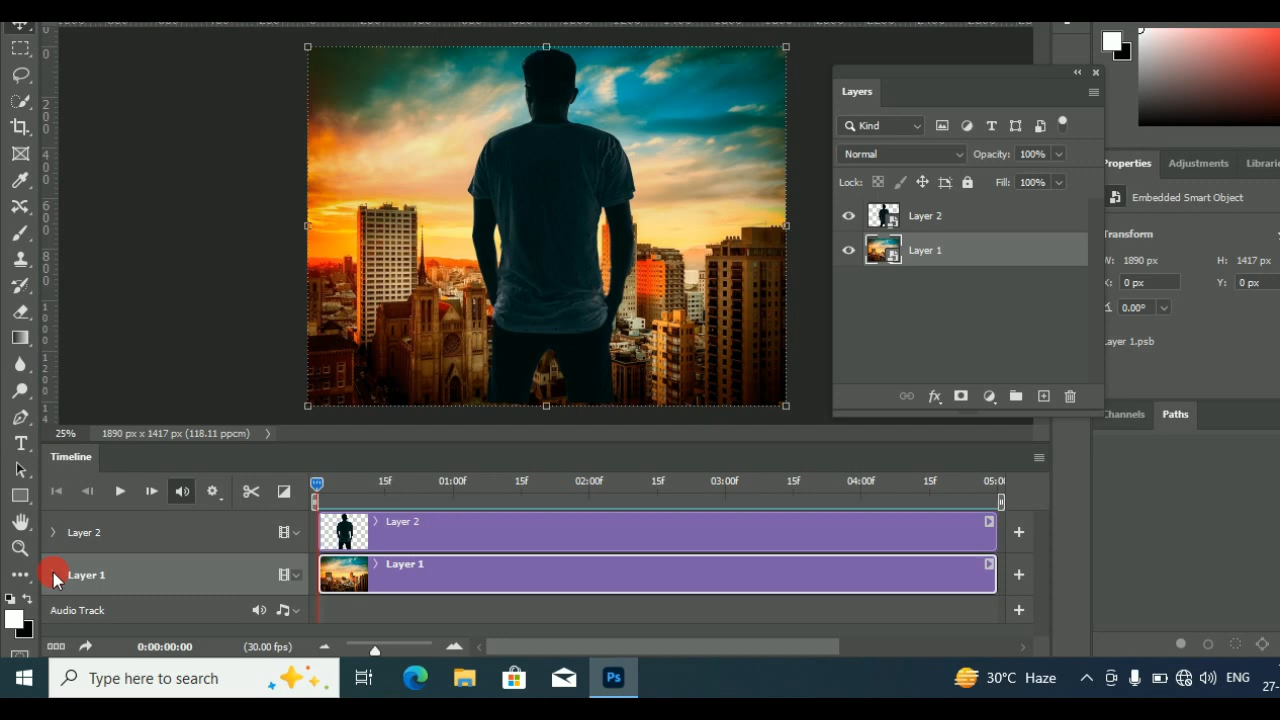 Layers
Kind
Normal
Opacity: 100%
Lock:
Fill: 100%
Layer 2
Layer 1
Properties Adjustments
Embedded Smart Object
Transform
W: 1890 px H: 1417 px
X: 0 px Y: 0 px
0.00°
Layer 1.psb
Channels Paths
25% 1890 px x 1417 px (118.11 ppcm)
Timeline
15f 01:00f 15f 02:00f 15f 03:00f 15f 04:00f 15f 05:00
Layer 2 Layer 2
Layer 1 Layer 1
Audio Track
0:00:00:00 (30.00 fps)
Type here to search Ps 30°C Haze ENG
27-